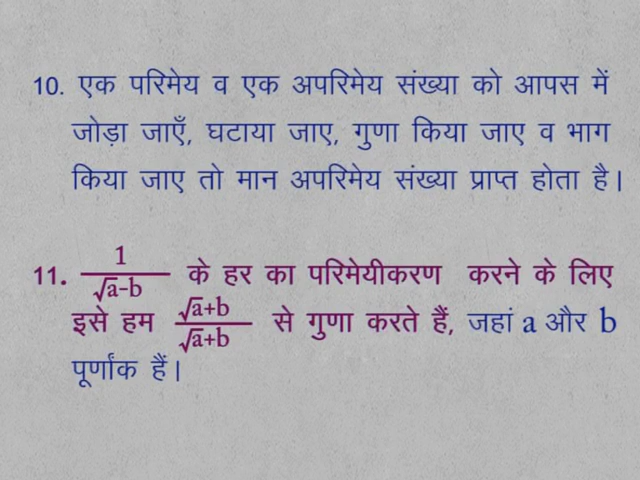 10. एक परिमेय व एक अपरिमेय संख्या को आपस में
जोड़ा जाएँ, घटाया जाए, गुणा किया जाए व भाग
किया जाए तो मान अपरिमेय संख्या प्राप्त होता है।
11. 1/(√a-b) के हर का परिमेयीकरण करने के लिए
इसे हम (√a+b)/(√a+b) से गुणा करते हैं, जहां a और b
पूर्णांक हैं।